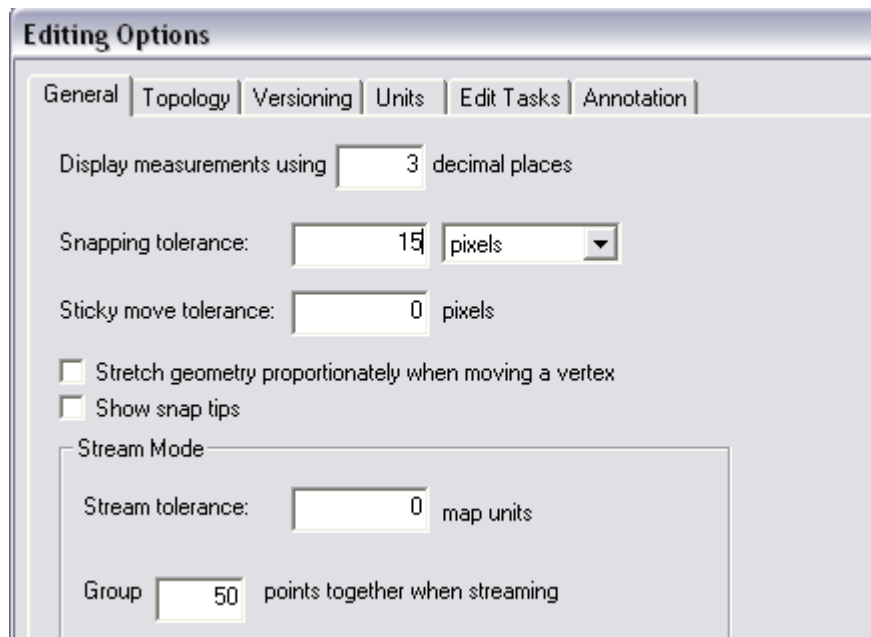 Editing Options
General Topology Versioning Units Edit Tasks Annotation
Display measurements using 3 decimal places
Snapping tolerance: 15 pixels
Sticky move tolerance: 0 pixels
Stretch geometry proportionately when moving a vertex
Show snap tips
Stream Mode
Stream tolerance: 0 map units
Group 50 points together when streaming